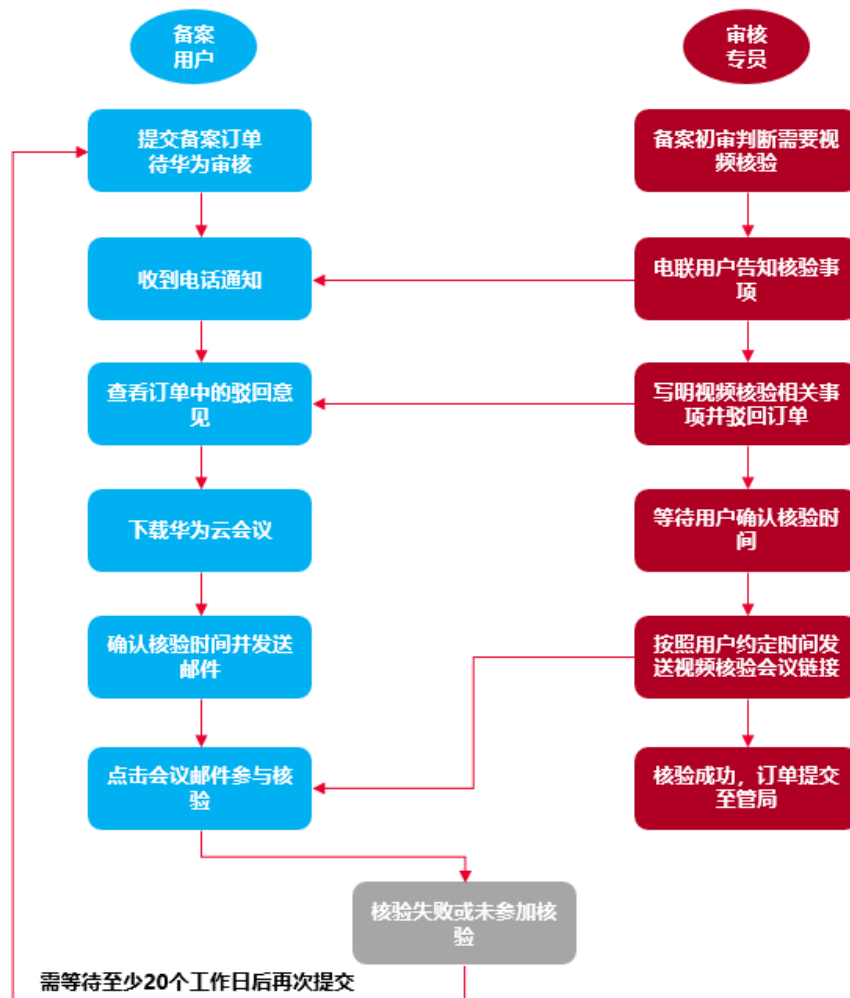 备案
用户
审核
专员
提交备案订单
待华为审核
备案初审判断需要视
频核验
收到电话通知
电联用户告知核验事
项
查看订单中的驳回意
见
写明视频核验相关事
项并驳回订单
下载华为云会议
等待用户确认核验时
间
确认核验时间并发送
邮件
按照用户约定时间发
送视频核验会议链接
点击会议邮件参与核
验
核验成功，订单提交
至管局
核验失败或未参加核
验
需等待至少20个工作日后再次提交